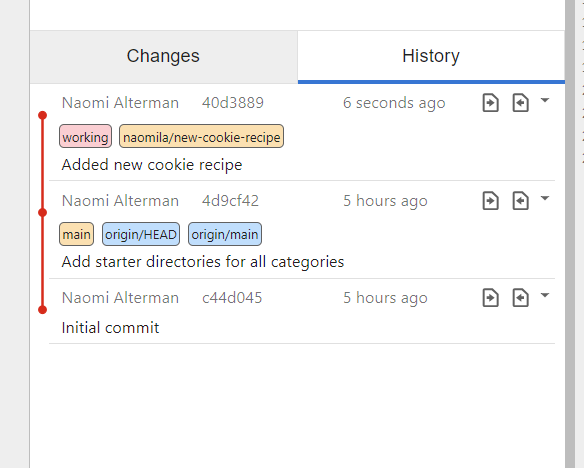 Changes History
Naomi Alterman 40d3889 6 seconds ago
working naomila/new-cookie-recipe
Added new cookie recipe
Naomi Alterman 4d9cf42 5 hours ago
main origin/HEAD origin/main
Add starter directories for all categories
Naomi Alterman c44d045 5 hours ago
Initial commit